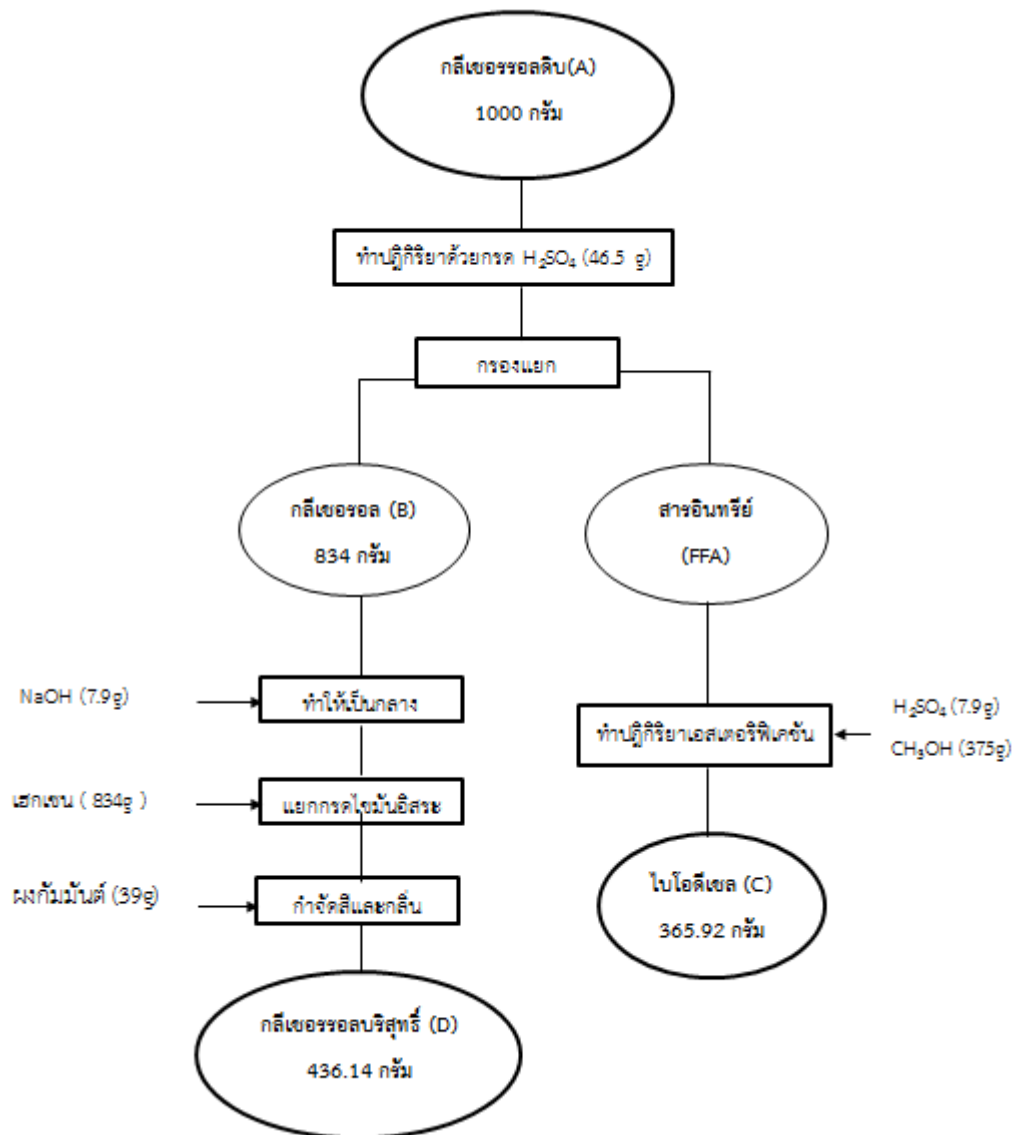 กลีเซอรรอลดิบ(A)
1000 กรัม
ทำปฎิกิริยาด้วยกรด H₂SO₄ (46.5 g)
กรองแยก
กลีเซอรอล (B)
834 กรัม
สารอินทรีย์
(FFA)
NaOH (7.9g)
ทำให้เป็นกลาง
H₂SO₄ (7.9g)
ทำปฎิกิริยาเอสเตอริฟิเคชัน
CH₃OH (375g)
เฮกเซน ( 834g )
แยกกรดไขมันอิสระ
ผงกัมมันต์ (39g)
กำจัดสีและกลิ่น
ไบโอดีเซล (C)
365.92 กรัม
กลีเซอรรอลบริสุทธิ์ (D)
436.14 กรัม